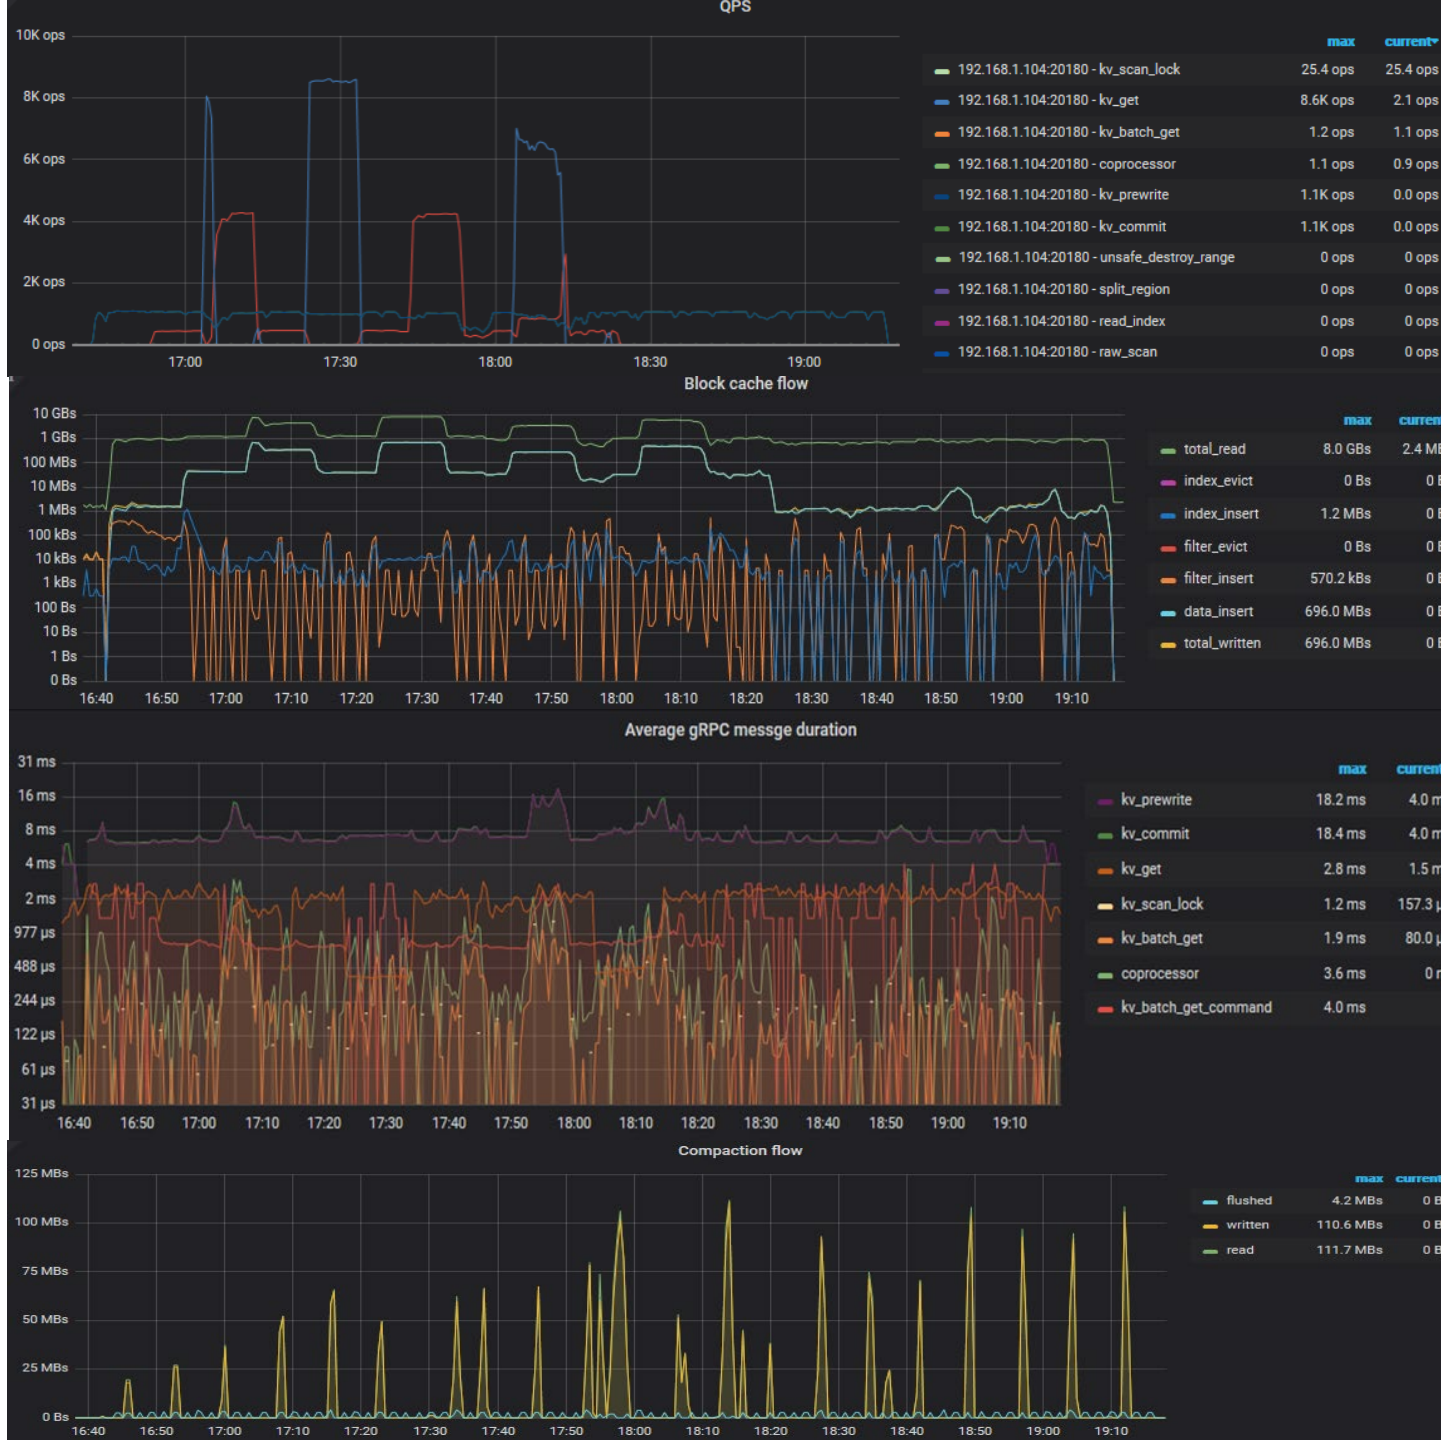 QPS
10K ops
8K ops
6K ops
4K ops
2K ops
0 ops
17:00 17:30 18:00 18:30 19:00
max current
192.168.1.104:20180 - kv_scan_lock 25.4 ops 25.4 ops
192.168.1.104:20180 - kv_get 8.6K ops 2.1 ops
192.168.1.104:20180 - kv_batch_get 1.2 ops 1.1 ops
192.168.1.104:20180 - coprocessor 1.1 ops 0.9 ops
192.168.1.104:20180 - kv_prewrite 1.1K ops 0.0 ops
192.168.1.104:20180 - kv_commit 1.1K ops 0.0 ops
192.168.1.104:20180 - unsafe_destroy_range 0 ops 0 ops
192.168.1.104:20180 - split_region 0 ops 0 ops
192.168.1.104:20180 - read_index 0 ops 0 ops
192.168.1.104:20180 - raw_scan 0 ops 0 ops
Block cache flow
10 GBs
1 GBs
100 MBs
10 MBs
1 MBs
100 kBs
10 kBs
1 kBs
100 Bs
10 Bs
1 Bs
0 Bs
16:40 16:50 17:00 17:10 17:20 17:30 17:40 17:50 18:00 18:10 18:20 18:30 18:40 18:50 19:00 19:10
max current
total_read 8.0 GBs 2.4 MB
index_evict 0 Bs 0 B
index_insert 1.2 MBs 0 B
filter_evict 0 Bs 0 B
filter_insert 570.2 kBs 0 B
data_insert 696.0 MBs 0 B
total_written 696.0 MBs 0 B
Average gRPC messge duration
31 ms
16 ms
8 ms
4 ms
2 ms
977 µs
488 µs
244 µs
122 µs
61 µs
31 µs
16:40 16:50 17:00 17:10 17:20 17:30 17:40 17:50 18:00 18:10 18:20 18:30 18:40 18:50 19:00 19:10
max current
kv_prewrite 18.2 ms 4.0 m
kv_commit 18.4 ms 4.0 m
kv_get 2.8 ms 1.5 m
kv_scan_lock 1.2 ms 157.3 µ
kv_batch_get 1.9 ms 80.0 µ
coprocessor 3.6 ms 0
kv_batch_get_command 4.0 ms
Compaction flow
125 MBs
100 MBs
75 MBs
50 MBs
25 MBs
0 Bs
16:40 16:50 17:00 17:10 17:20 17:30 17:40 17:50 18:00 18:10 18:20 18:30 18:40 18:50 19:00 19:10
max current
flushed 4.2 MBs 0 B
written 110.6 MBs 0 B
read 111.7 MBs 0 B